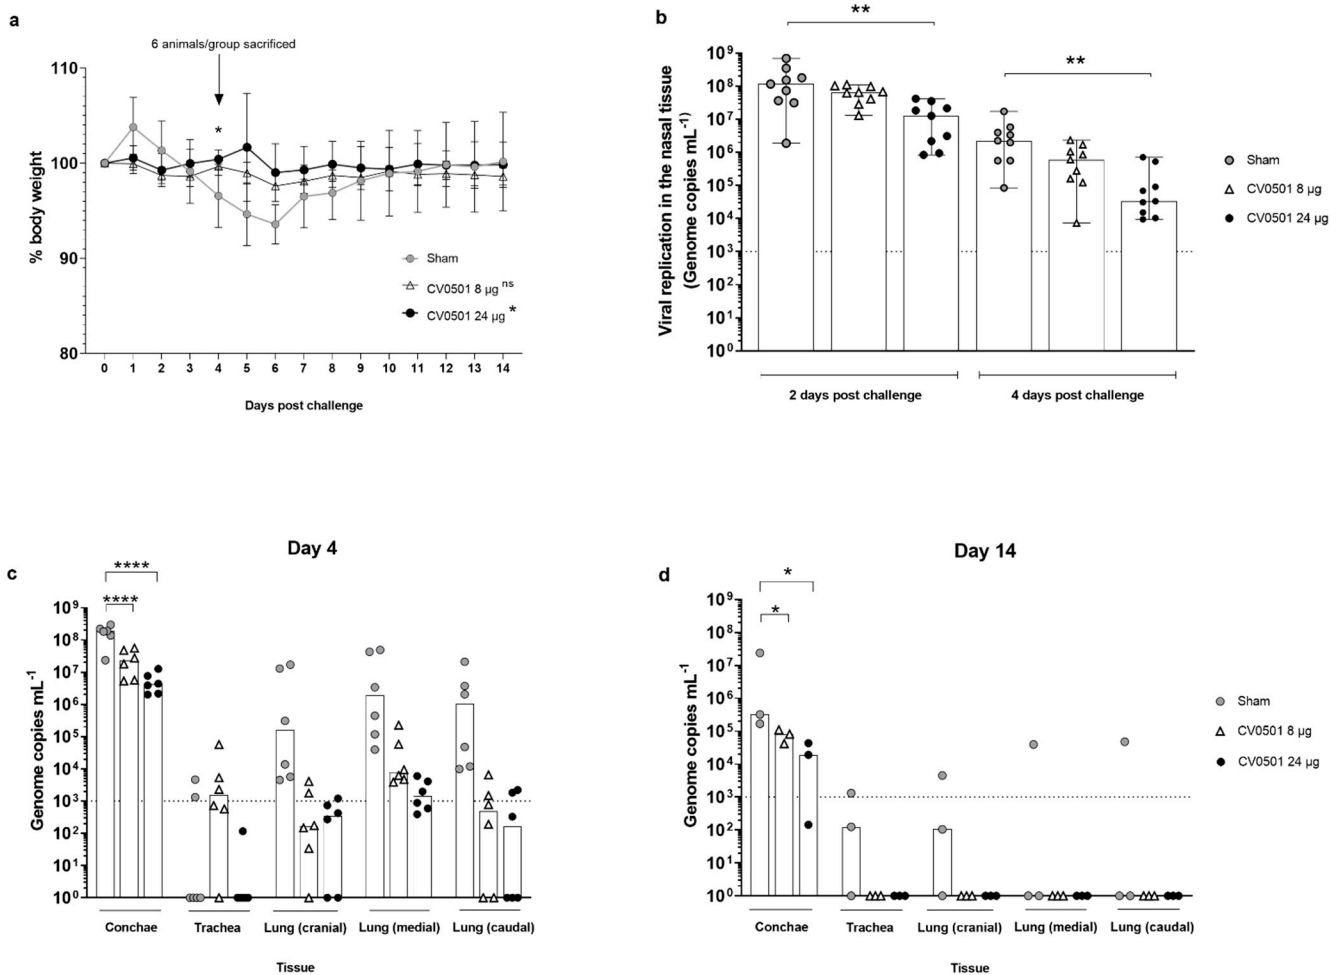 a
6 animals/group sacrificed
110
100
90
80
% body weight
*
Sham
CV0501 8 µg ns
CV0501 24 µg *
0 1 2 3 4 5 6 7 8 9 10 11 12 13 14
Days post challenge
b
**
**
Viral replication in the nasal tissue
(Genome copies mL-1)
10⁹
10⁸
10⁷
10⁶
10⁵
10⁴
10³
10²
10¹
10⁰
2 days post challenge
4 days post challenge
Sham
CV0501 8 µg
CV0501 24 µg
Day 4
c
****
****
Genome copies mL-1
10⁹
10⁸
10⁷
10⁶
10⁵
10⁴
10³
10²
10¹
10⁰
Conchae Trachea Lung (cranial) Lung (medial) Lung (caudal)
Tissue
Day 14
d
*
*
Genome copies mL-1
10⁹
10⁸
10⁷
10⁶
10⁵
10⁴
10³
10²
10¹
10⁰
Conchae Trachea Lung (cranial) Lung (medial) Lung (caudal)
Tissue
Sham
CV0501 8 µg
CV0501 24 µg